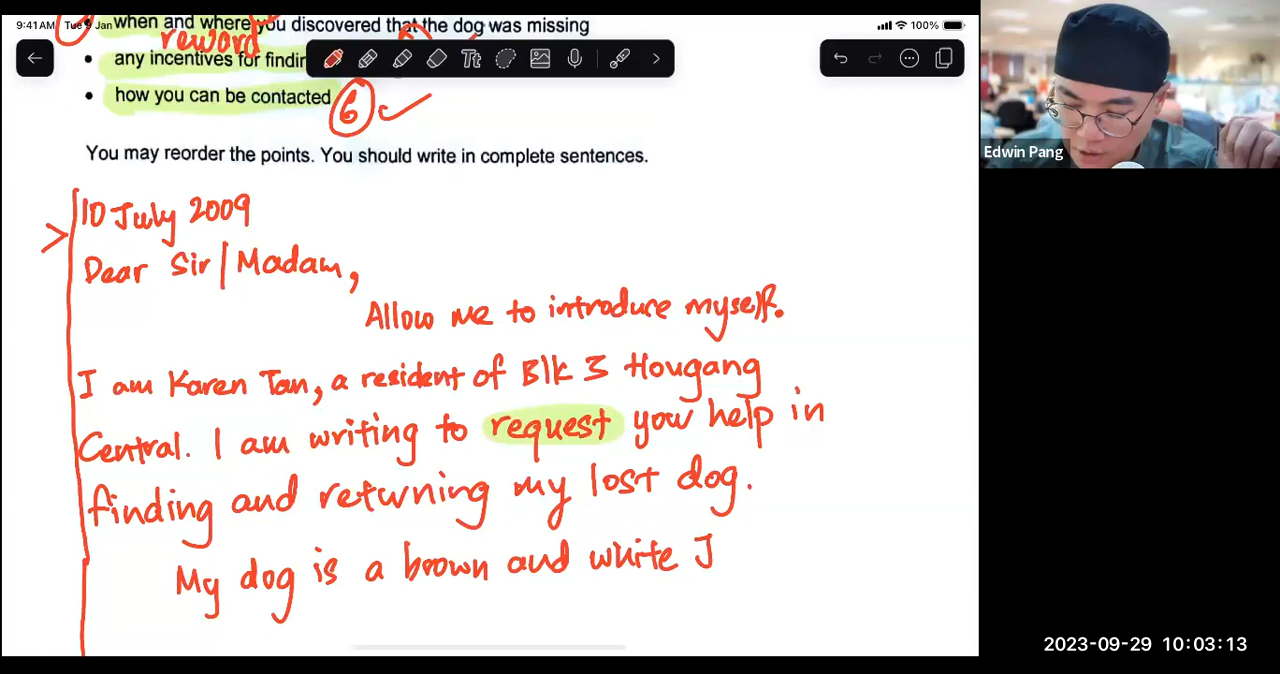 9:41 AM Tue 9 Jan
100%
when and where you discovered that the dog was missing
reword
any incentives for findin
how you can be contacted
6
You may reorder the points. You should write in complete sentences.
10 July 2009
Dear Sir/Madam,
Allow me to introduce myself.
I am Karen Tan, a resident of Blk 3 Hougang
Central. I am writing to request your help in
finding and returning my lost dog.
My dog is a brown and white J
Edwin Pang
2023-09-29 10:03:13